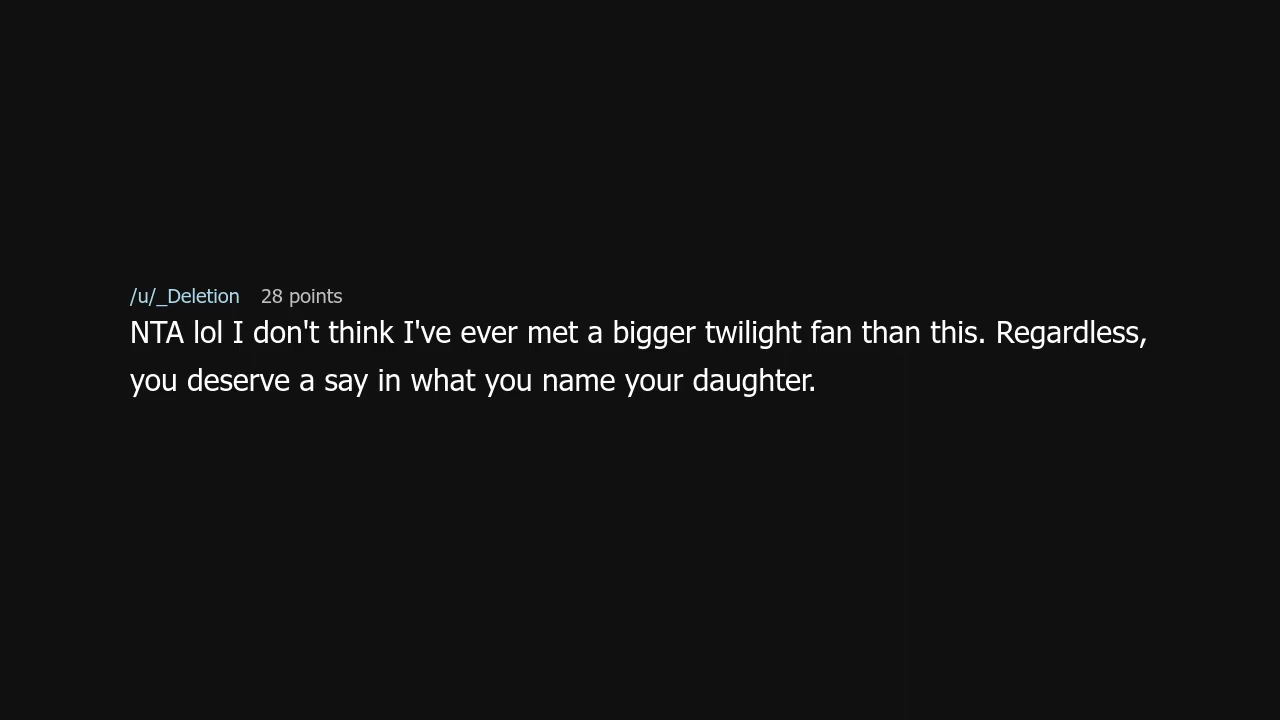 /u/_Deletion 28 points
NTA lol I don't think I've ever met a bigger twilight fan than this. Regardless,
you deserve a say in what you name your daughter.